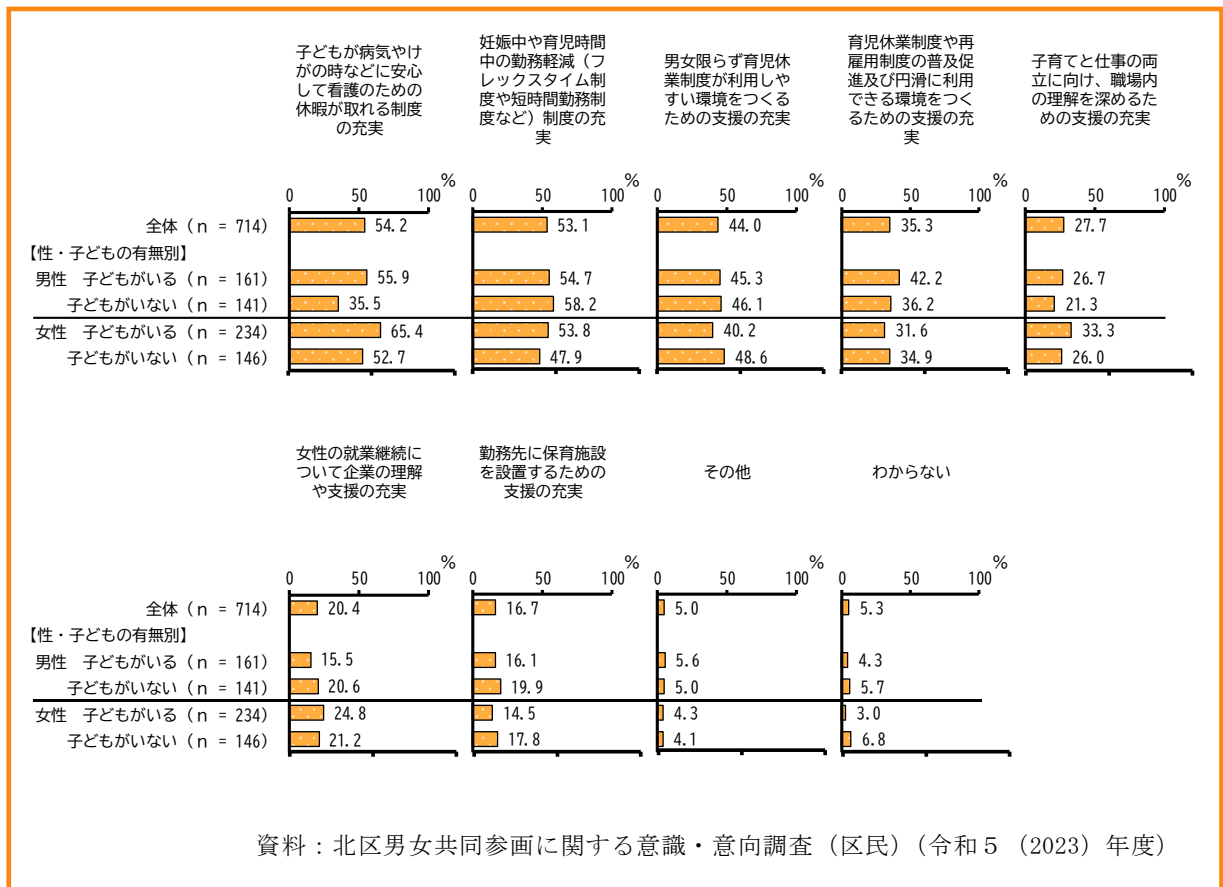 子どもが病気やけ
がの時などに安心
して看護のための
休暇が取れる制度
の充実
妊娠中や育児時間
中の勤務軽減（フ
レックスタイム制
度や短時間勤務制
度など）制度の充
実
男女限らず育児休
業制度が利用しや
すい環境をつくる
ための支援の充実
育児休業制度や再
雇用制度の普及促
進及び円滑に利用
できる環境をつく
るための支援の充
実
子育てと仕事の両
立に向け、職場内
の理解を深めるた
めの支援の充実
% % % % %
0 50 100 0 50 100 0 50 100 0 50 100 0 50 100
全体（ｎ = 714） 54.2 53.1 44.0 35.3 27.7
【性・子どもの有無別】
男性　子どもがいる（ｎ = 161） 55.9 54.7 45.3 42.2 26.7
子どもがいない（ｎ = 141） 35.5 58.2 46.1 36.2 21.3
女性　子どもがいる（ｎ = 234） 65.4 53.8 40.2 31.6 33.3
子どもがいない（ｎ = 146） 52.7 47.9 48.6 34.9 26.0
女性の就業継続に
ついて企業の理解
や支援の充実
勤務先に保育施設
を設置するための
支援の充実
その他
わからない
% % % %
0 50 100 0 50 100 0 50 100 0 50 100
全体（ｎ = 714） 20.4 16.7 5.0 5.3
【性・子どもの有無別】
男性　子どもがいる（ｎ = 161） 15.5 16.1 5.6 4.3
子どもがいない（ｎ = 141） 20.6 19.9 5.0 5.7
女性　子どもがいる（ｎ = 234） 24.8 14.5 4.3 3.0
子どもがいない（ｎ = 146） 21.2 17.8 4.1 6.8
資料：北区男女共同参画に関する意識・意向調査（区民）（令和５（2023）年度）